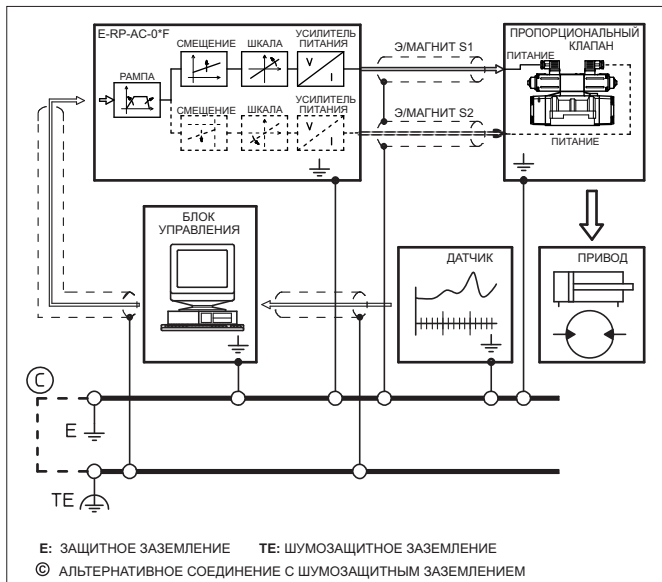 E-RP-AC-0*F
СМЕЩЕНИЕ ШКАЛА УСИЛИТЕЛЬ ПИТАНИЯ
V
I
РАМПА
СМЕЩЕНИЕ ШКАЛА УСИЛИТЕЛЬ ПИТАНИЯ
V
I
Э/МАГНИТ S1
Э/МАГНИТ S2
ПРОПОРЦИОНАЛЬНЫЙ
КЛАПАН
ПИТАНИЕ
ПИТАНИЕ
БЛОК
УПРАВЛЕНИЯ
ДАТЧИК
ПРИВОД
C
E
TE
E: ЗАЩИТНОЕ ЗАЗЕМЛЕНИЕ TE: ШУМОЗАЩИТНОЕ ЗАЗЕМЛЕНИЕ
© АЛЬТЕРНАТИВНОЕ СОЕДИНЕНИЕ С ШУМОЗАЩИТНЫМ ЗАЗЕМЛЕНИЕМ